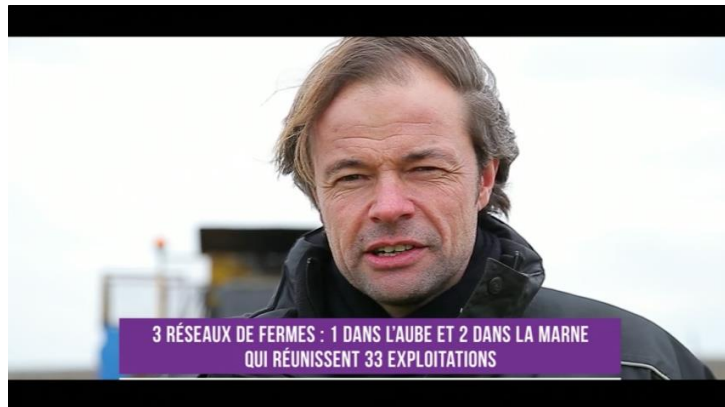 3 RÉSEAUX DE FERMES : 1 DANS L'AUBE ET 2 DANS LA MARNE
QUI RÉUNISSENT 33 EXPLOITATIONS